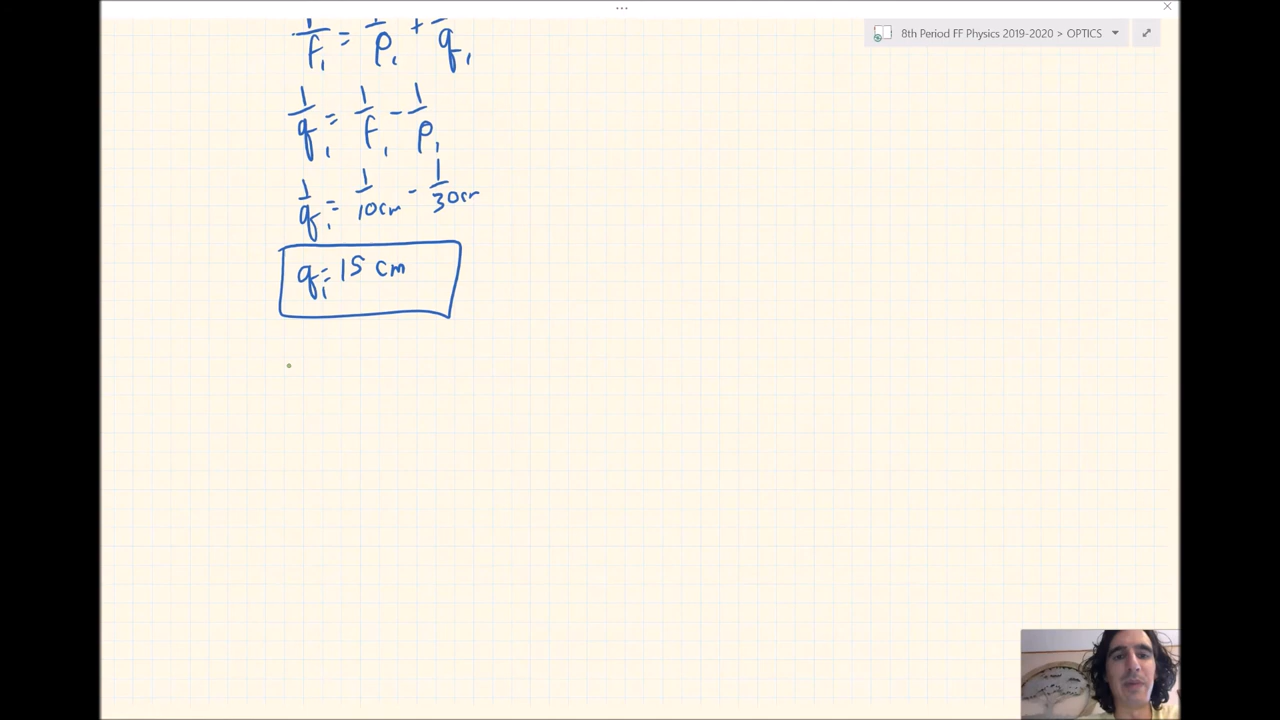 ...
8th Period FF Physics 2019-2020 > OPTICS
1/f₁ = 1/p₁ + 1/q₁
1/q₁ = 1/f₁ - 1/p₁
1/q₁ = 1/10cm - 1/30cm
q₁ = 15 cm